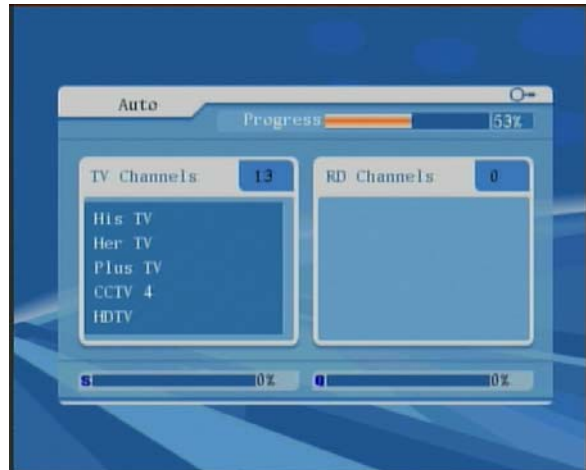 Auto
Progress 53%
TV Channels 13
RD Channels 0
His TV
Her TV
Plus TV
CCTV 4
HDTV
S 0%
Q 0%